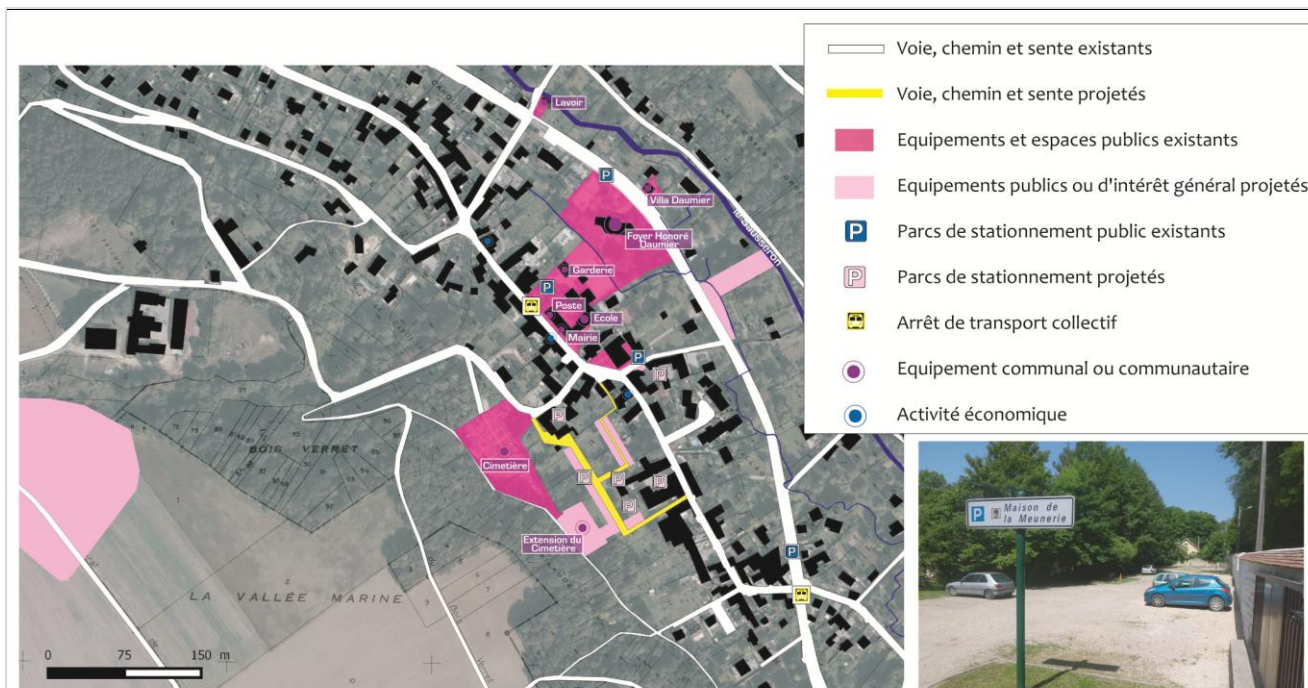 Voie, chemin et sente existants
Voie, chemin et sente projetés
Equipements et espaces publics existants
Equipements publics ou d'intérêt général projetés
P
Parcs de stationnement public existants
P
Parcs de stationnement projetés
Arrêt de transport collectif
Equipement communal ou communautaire
Activité économique
Lavoir
P
Villa Daumier
Foyer Honoré
Daumier
le Sausseron
Garderie
P
Poste
Ecole
Mairie
P
P
P
Cimetière
P
P
P
P
Extension du
Cimetière
BOIS VERRET
LA VALLÉE MARINE
P
0 75 150 m
P Maison de
la Meunerie